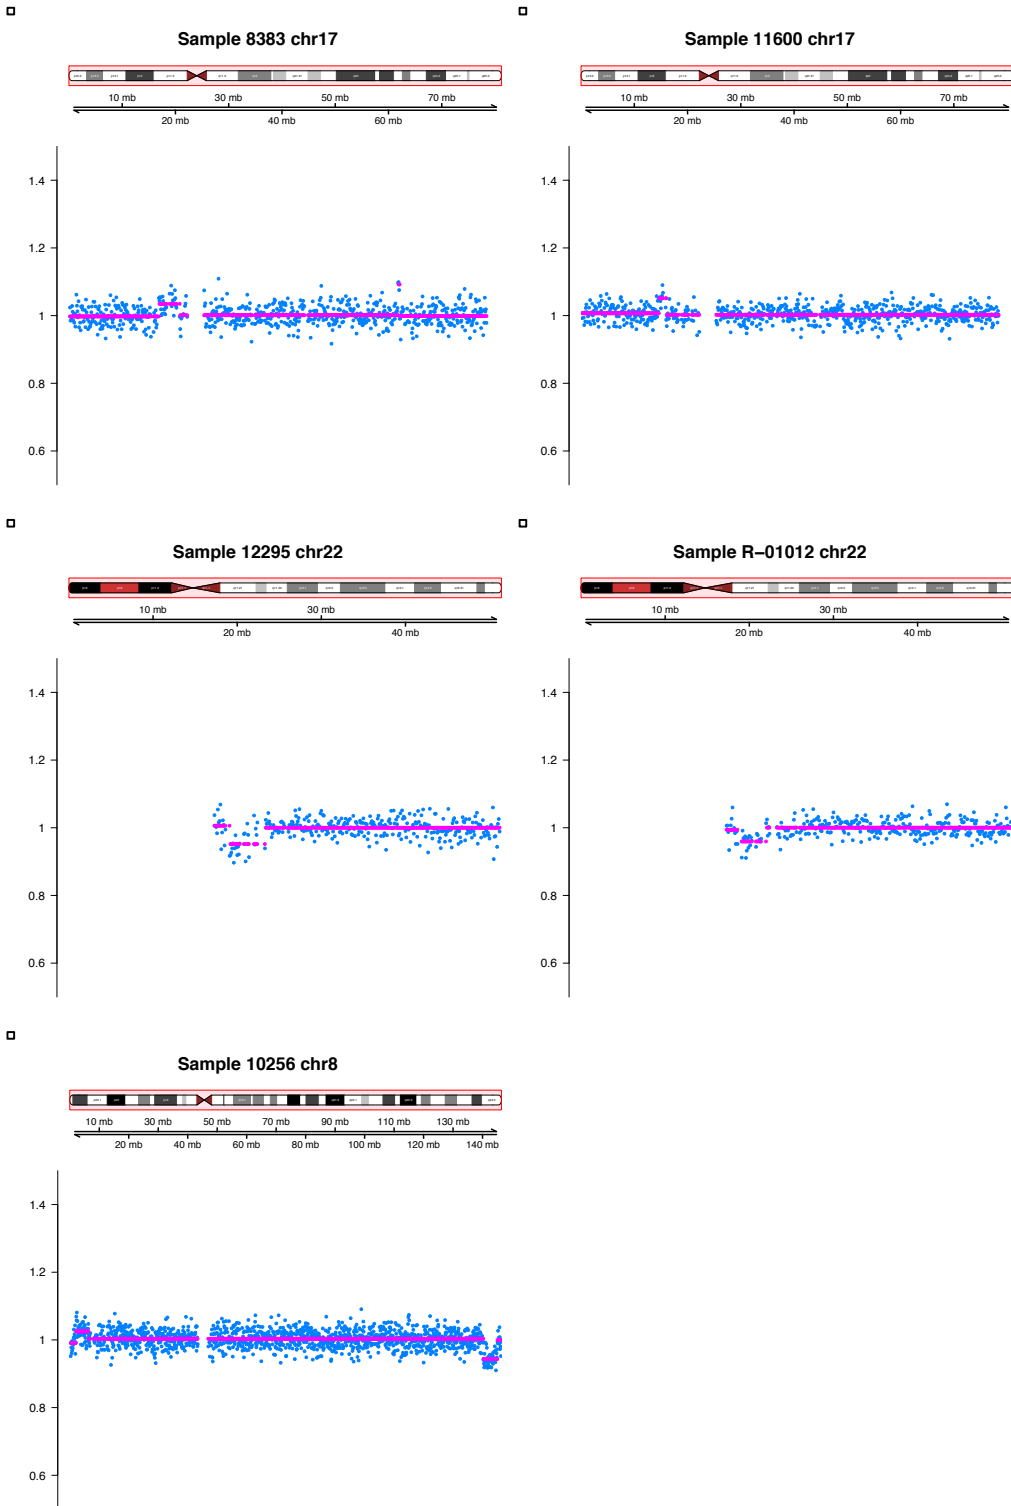 Sample 8383 chr17
10 mb 30 mb 50 mb 70 mb
20 mb 40 mb 60 mb
1.4
1.2
1
0.8
0.6
Sample 11600 chr17
10 mb 30 mb 50 mb 70 mb
20 mb 40 mb 60 mb
1.4
1.2
1
0.8
0.6
Sample 12295 chr22
10 mb 30 mb
20 mb 40 mb
1.4
1.2
1
0.8
0.6
Sample R−01012 chr22
10 mb 30 mb
20 mb 40 mb
1.4
1.2
1
0.8
0.6
Sample 10256 chr8
10 mb 30 mb 50 mb 70 mb 90 mb 110 mb 130 mb
20 mb 40 mb 60 mb 80 mb 100 mb 120 mb 140 mb
1.4
1.2
1
0.8
0.6